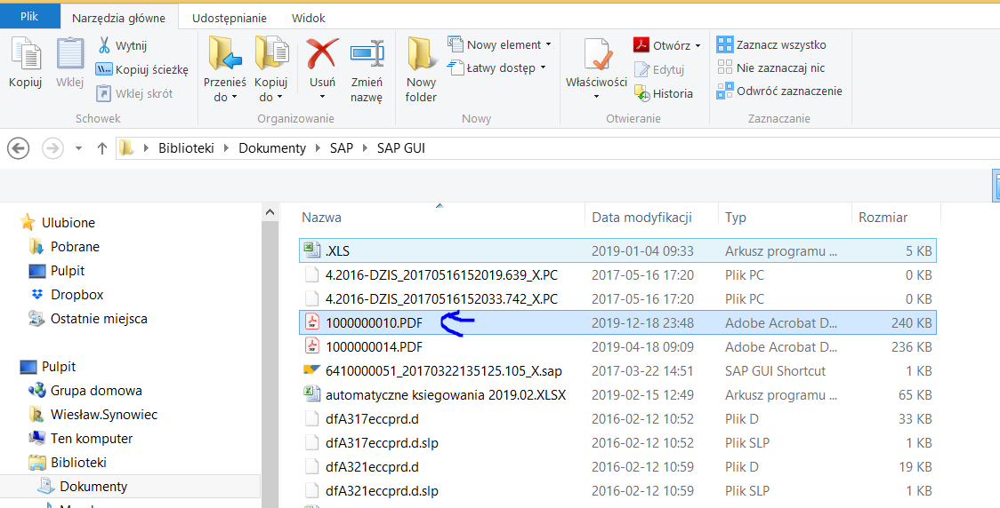 Plik Narzędzia główne Udostępnianie Widok
Kopiuj
Wklej
Wytnij
Kopiuj ścieżkę
Wklej skrót
Schowek
Przenieś do
Kopiuj do
Usuń
Zmień nazwę
Organizowanie
Nowy folder
Nowy element
Łatwy dostęp
Nowy
Właściwości
Otwórz
Edytuj
Historia
Otwieranie
Zaznacz wszystko
Nie zaznaczaj nic
Odwróć zaznaczenie
Zaznaczanie
Biblioteki Dokumenty SAP SAP GUI
Ulubione
Pobrane
Pulpit
Dropbox
Ostatnie miejsca
Pulpit
Grupa domowa
Wiesław.Synowiec
Ten komputer
Biblioteki
Dokumenty
Nazwa Data modyfikacji Typ Rozmiar
.XLS 2019-01-04 09:33 Arkusz programu ... 5 KB
4.2016-DZIS_20170516152019.639_X.PC 2017-05-16 17:20 Plik PC 0 KB
4.2016-DZIS_20170516152033.742_X.PC 2017-05-16 17:20 Plik PC 0 KB
1000000010.PDF 2019-12-18 23:48 Adobe Acrobat D... 240 KB
1000000014.PDF 2019-04-18 09:09 Adobe Acrobat D... 236 KB
6410000051_20170322135125.105_X.sap 2017-03-22 14:51 SAP GUI Shortcut 1 KB
automatyczne ksiegowania 2019.02.XLSX 2019-02-15 12:49 Arkusz programu ... 65 KB
dfA317eccprd.d 2016-02-12 10:52 Plik D 33 KB
dfA317eccprd.d.slp 2016-02-12 10:52 Plik SLP 1 KB
dfA321eccprd.d 2016-02-12 10:59 Plik D 19 KB
dfA321eccprd.d.slp 2016-02-12 10:59 Plik SLP 1 KB